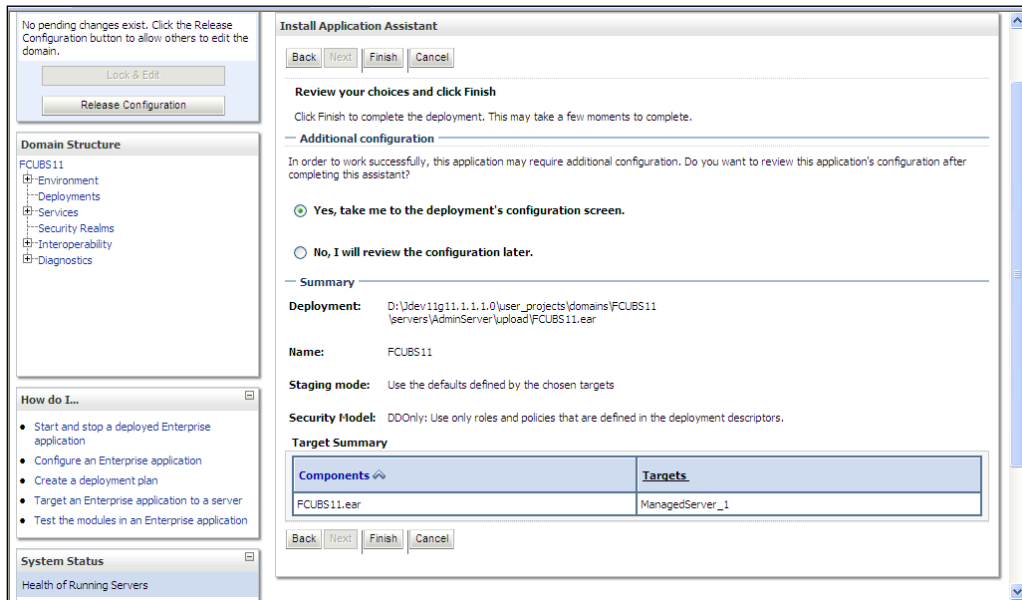 No pending changes exist. Click the Release
Configuration button to allow others to edit the
domain.
Lock & Edit
Release Configuration
Domain Structure
FCUBS11
Environment
Deployments
Services
Security Realms
Interoperability
Diagnostics
How do I...
Start and stop a deployed Enterprise
application
Configure an Enterprise application
Create a deployment plan
Target an Enterprise application to a server
Test the modules in an Enterprise application
System Status
Health of Running Servers
Install Application Assistant
Back Next Finish Cancel
Review your choices and click Finish
Click Finish to complete the deployment. This may take a few moments to complete.
Additional configuration
In order to work successfully, this application may require additional configuration. Do you want to review this application's configuration after
completing this assistant?
Yes, take me to the deployment's configuration screen.
No, I will review the configuration later.
Summary
Deployment: D:\Jdev11g11.1.1.1.0\user_projects\domains\FCUBS11
\servers\AdminServer\upload\FCUBS11.ear
Name: FCUBS11
Staging mode: Use the defaults defined by the chosen targets
Security Model: DDOnly: Use only roles and policies that are defined in the deployment descriptors.
Target Summary
Components Targets
FCUBS11.ear ManagedServer_1
Back Next Finish Cancel